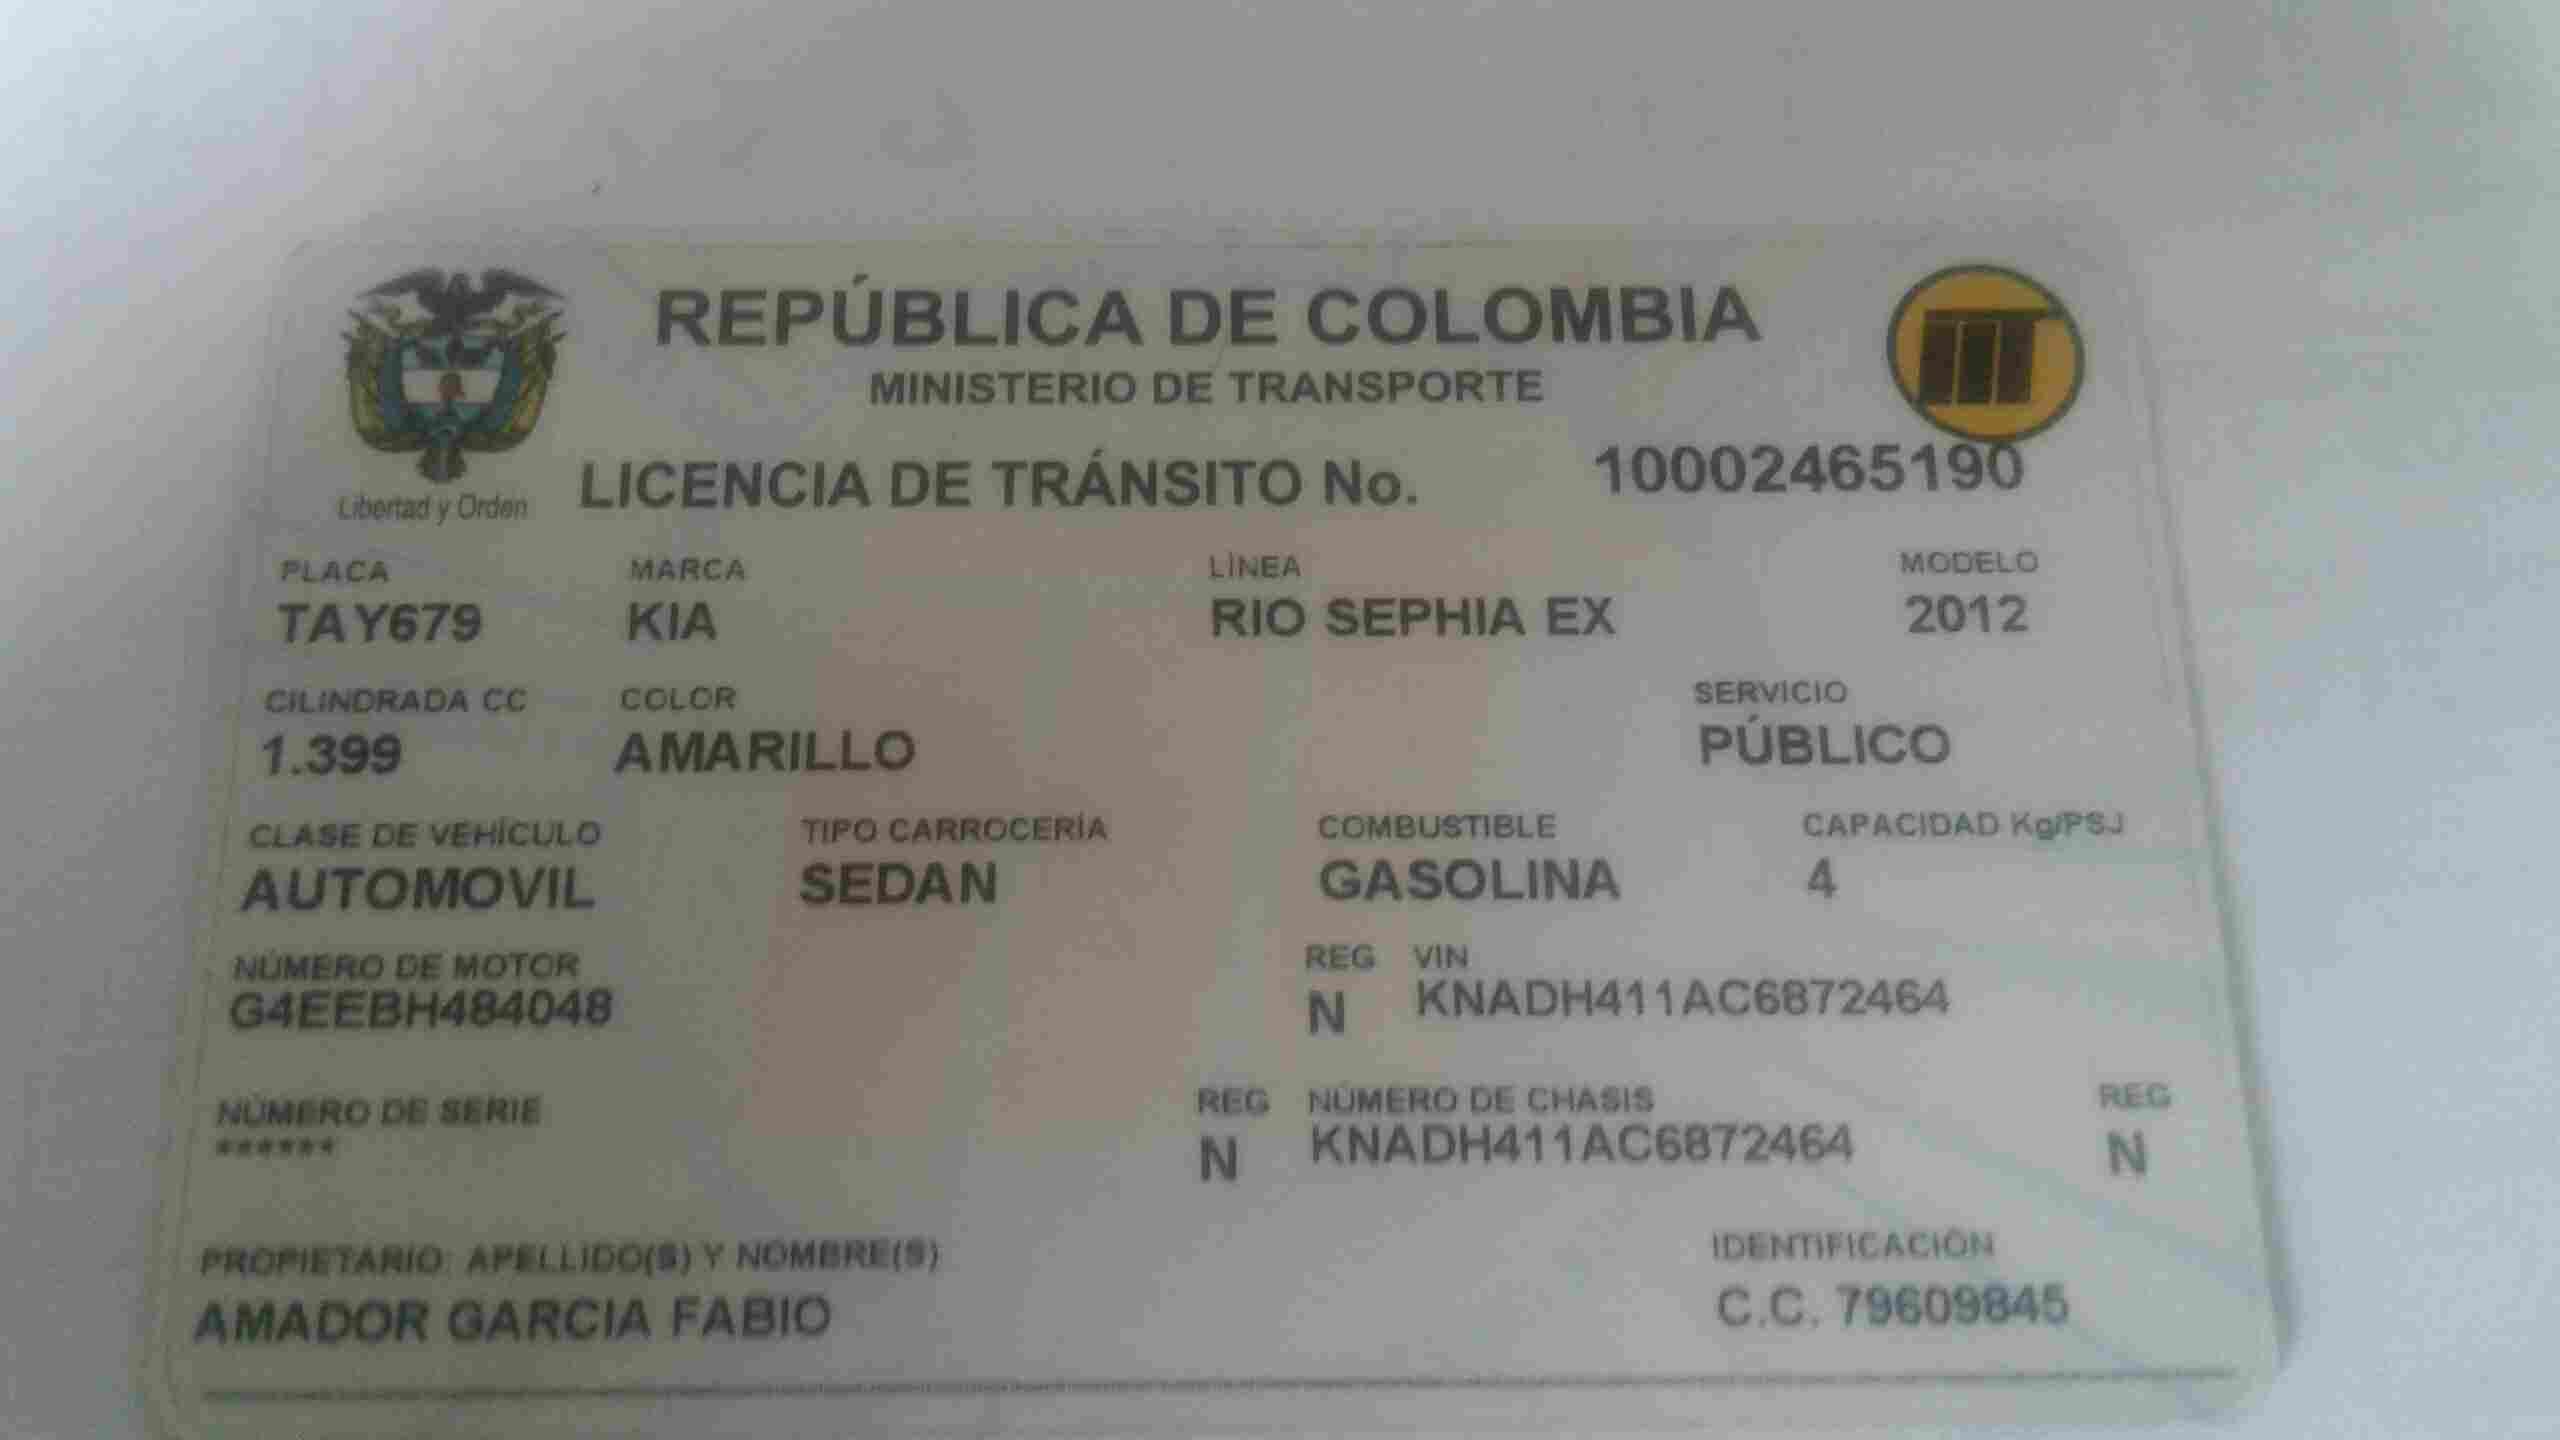 REPÚBLICA DE COLOMBIA
MINISTERIO DE TRANSPORTE
Libertad y Orden
LICENCIA DE TRÁNSITO No. 10002465190
PLACA MARCA LÍNEA MODELO
TAY679 KIA RIO SEPHIA EX 2012
CILINDRADA CC COLOR SERVICIO
1.399 AMARILLO PÚBLICO
CLASE DE VEHÍCULO TIPO CARROCERÍA COMBUSTIBLE CAPACIDAD Kg/PSJ
AUTOMOVIL SEDAN GASOLINA 4
NÚMERO DE MOTOR REG VIN
G4EEBH484048 N KNADH411AC6872464
NÚMERO DE SERIE REG NÚMERO DE CHASIS REG
****** N KNADH411AC6872464 N
PROPIETARIO: APELLIDO(S) Y NOMBRE(S) IDENTIFICACIÓN
AMADOR GARCIA FABIO C.C. 79609845